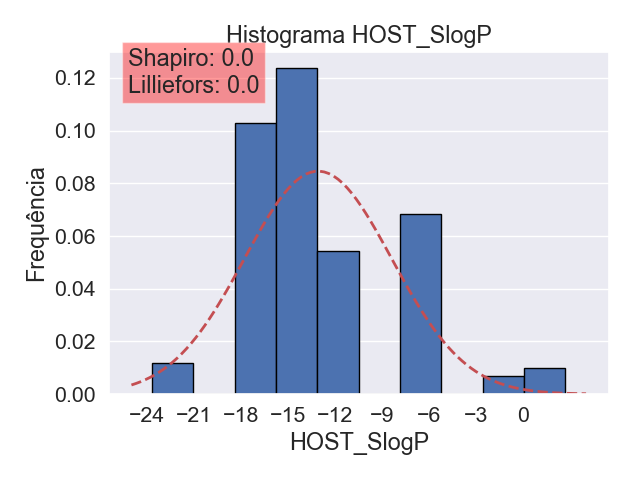 Histograma HOST_SlogP
Shapiro: 0.0
Lilliefors: 0.0
Frequência
0.12
0.10
0.08
0.06
0.04
0.02
0.00
−24 −21 −18 −15 −12 −9 −6 −3 0
HOST_SlogP